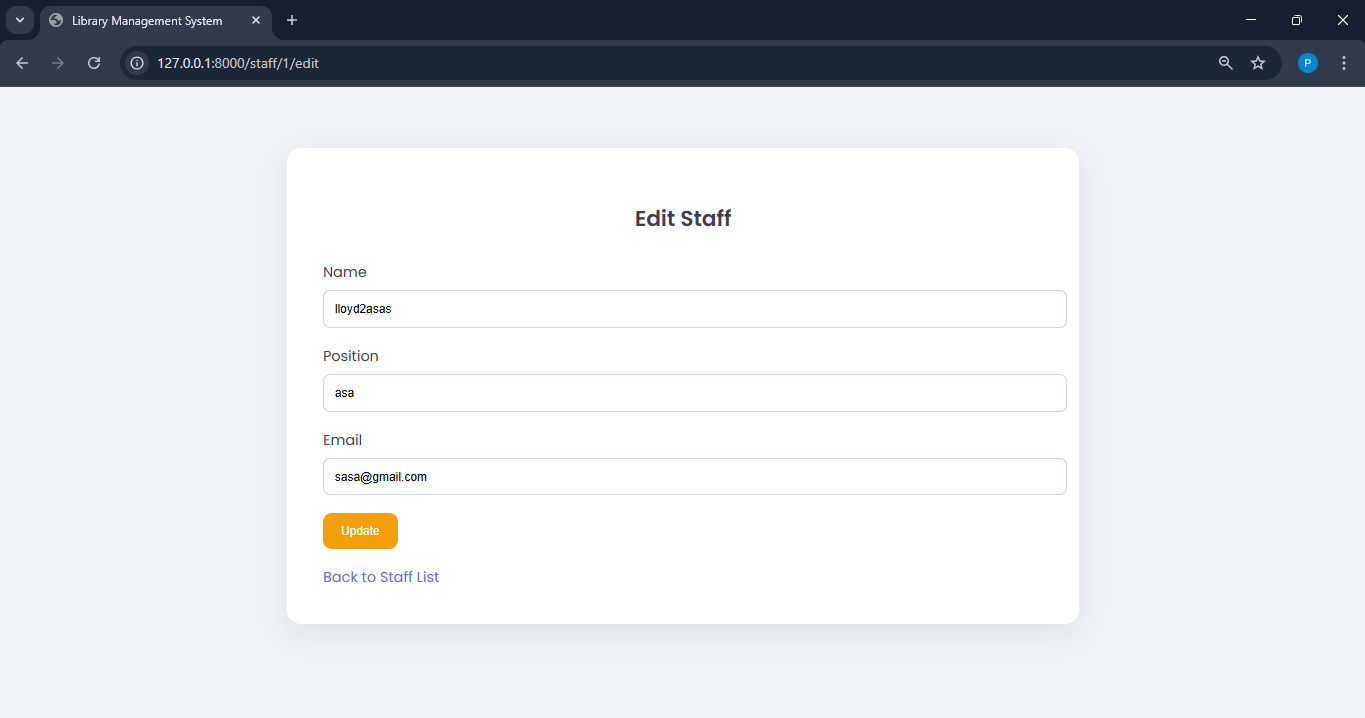 Library Management System
127.0.0.1:8000/staff/1/edit
P
Edit Staff
Name
lloyd2asas
Position
asa
Email
sasa@gmail.com
Update
Back to Staff List